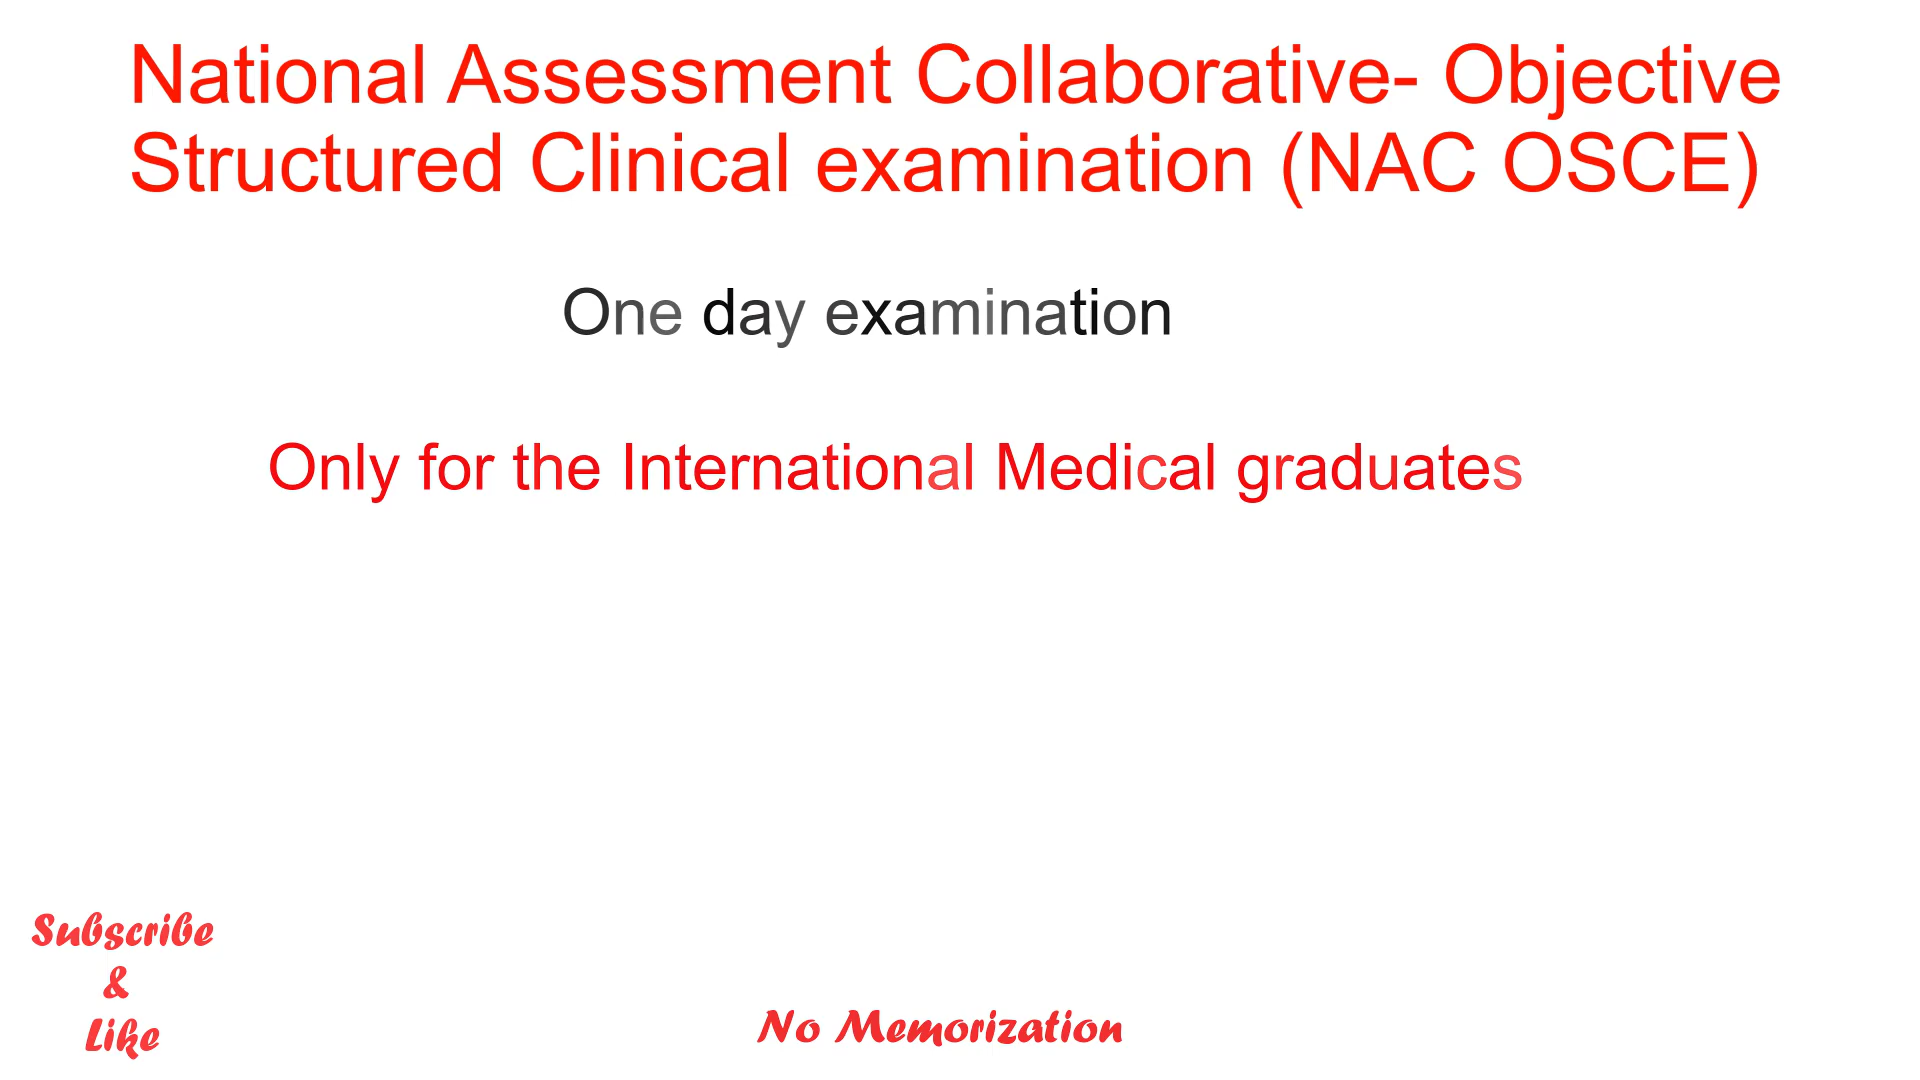 National Assessment Collaborative- Objective
Structured Clinical examination (NAC OSCE)
One day examination
Only for the International Medical graduates
Subscribe
&
Like
No Memorization